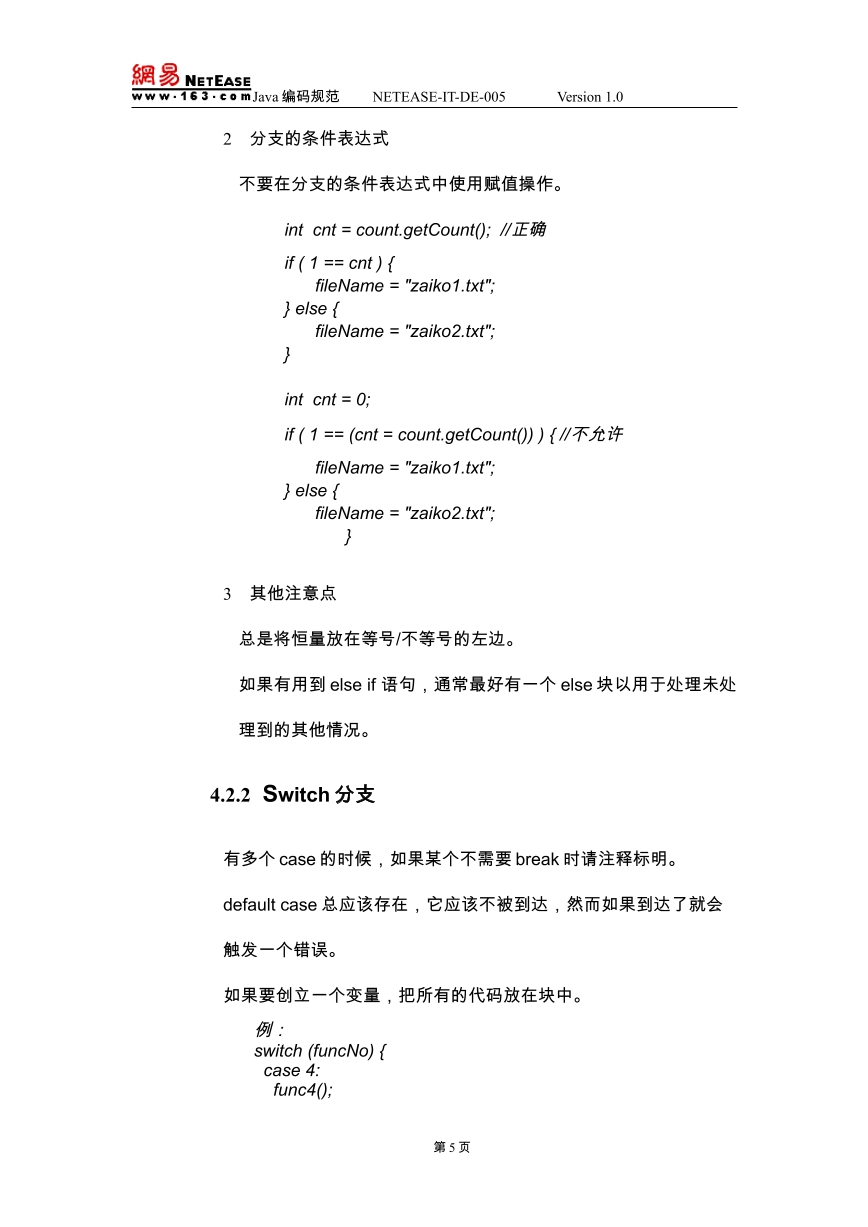 網易 NETEASE
www.163.com Java 编码规范 NETEASE-IT-DE-005 Version 1.0
2 分支的条件表达式
不要在分支的条件表达式中使用赋值操作。
int cnt = count.getCount(); //正确
if ( 1 == cnt ) {
fileName = "zaiko1.txt";
} else {
fileName = "zaiko2.txt";
}
int cnt = 0;
if ( 1 == (cnt = count.getCount()) ) { //不允许
fileName = "zaiko1.txt";
} else {
fileName = "zaiko2.txt";
}
3 其他注意点
总是将恒量放在等号/不等号的左边。
如果有用到 else if 语句，通常最好有一个 else 块以用于处理未处
理到的其他情况。
4.2.2 Switch 分支
有多个 case 的时候，如果某个不需要 break 时请注释标明。
default case 总应该存在，它应该不被到达，然而如果到达了就会
触发一个错误。
如果要创立一个变量，把所有的代码放在块中。
例：
switch (funcNo) {
case 4:
func4();
第 5 页